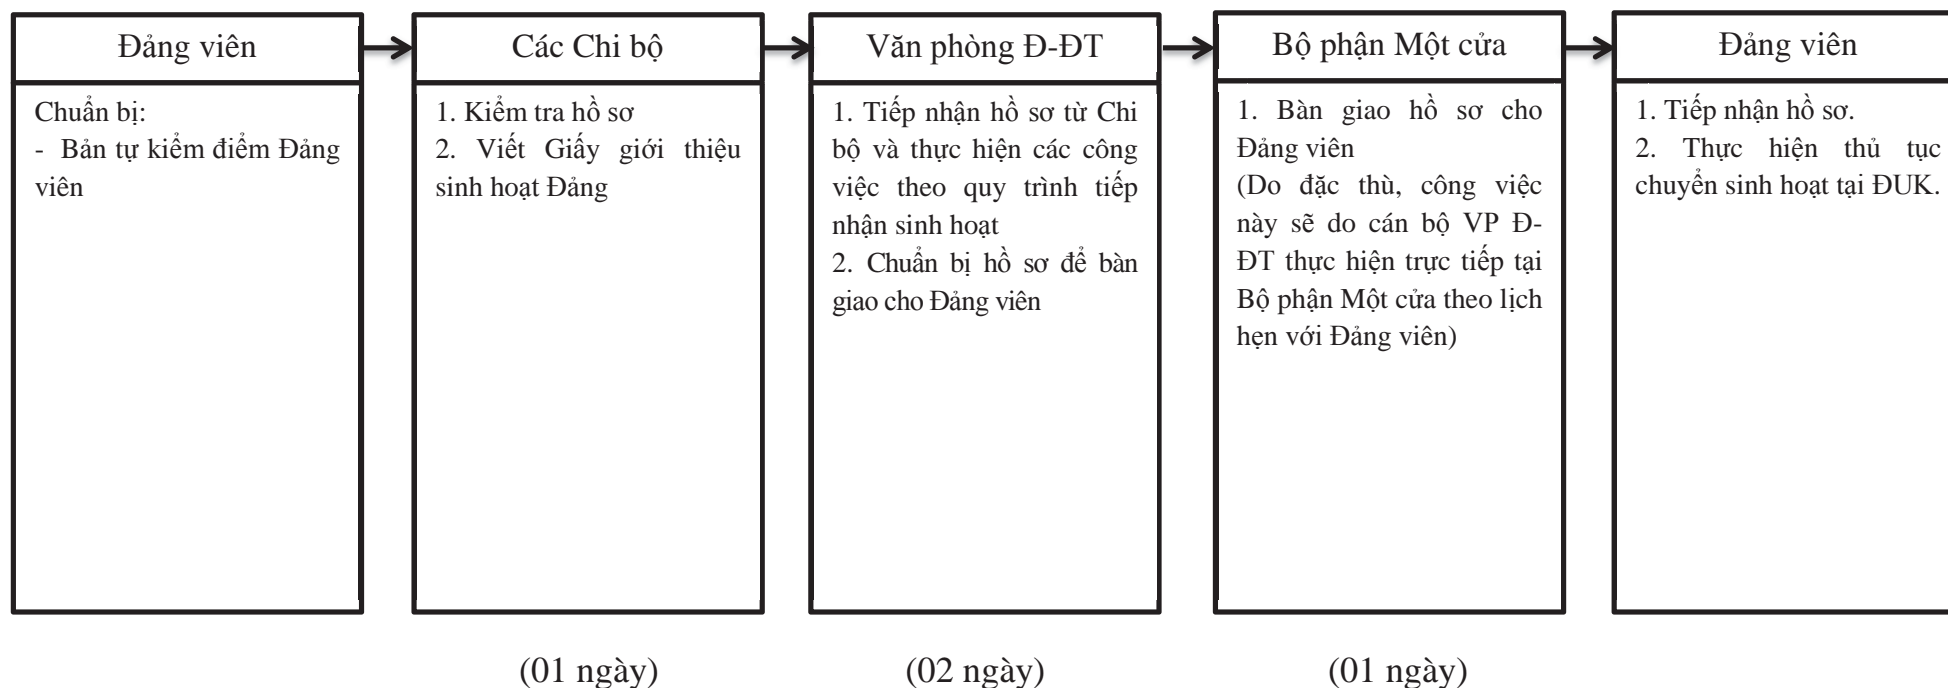 Đảng viên
Chuẩn bị:
- Bản tự kiểm điểm Đảng
viên
Các Chi bộ
1. Kiểm tra hồ sơ
2. Viết Giấy giới thiệu
sinh hoạt Đảng
(01 ngày)
Văn phòng Đ-ĐT
1. Tiếp nhận hồ sơ từ Chi
bộ và thực hiện các công
việc theo quy trình tiếp
nhận sinh hoạt
2. Chuẩn bị hồ sơ để bàn
giao cho Đảng viên
(02 ngày)
Bộ phận Một cửa
1. Bàn giao hồ sơ cho
Đảng viên
(Do đặc thù, công việc
này sẽ do cán bộ VP Đ-
ĐT thực hiện trực tiếp tại
Bộ phận Một cửa theo lịch
hẹn với Đảng viên)
(01 ngày)
Đảng viên
1. Tiếp nhận hồ sơ.
2. Thực hiện thủ tục
chuyển sinh hoạt tại ĐUK.